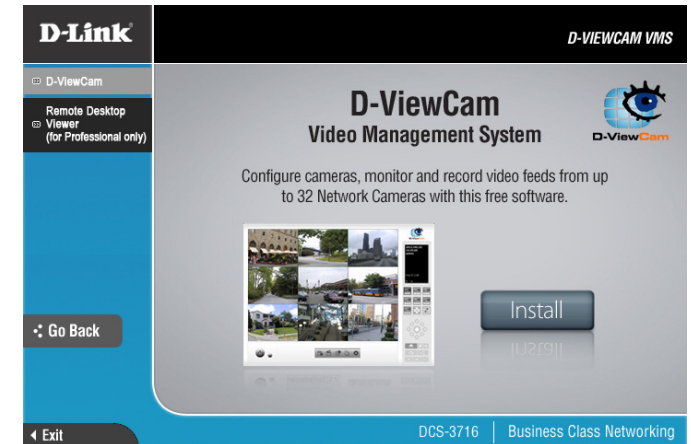 D-Link
D-VIEWCAM VMS
D-ViewCam
Remote Desktop
Viewer
(for Professional only)
D-ViewCam
Video Management System
D-ViewCam
Configure cameras, monitor and record video feeds from up
to 32 Network Cameras with this free software.
Install
Go Back
Exit
DCS-3716
Business Class Networking